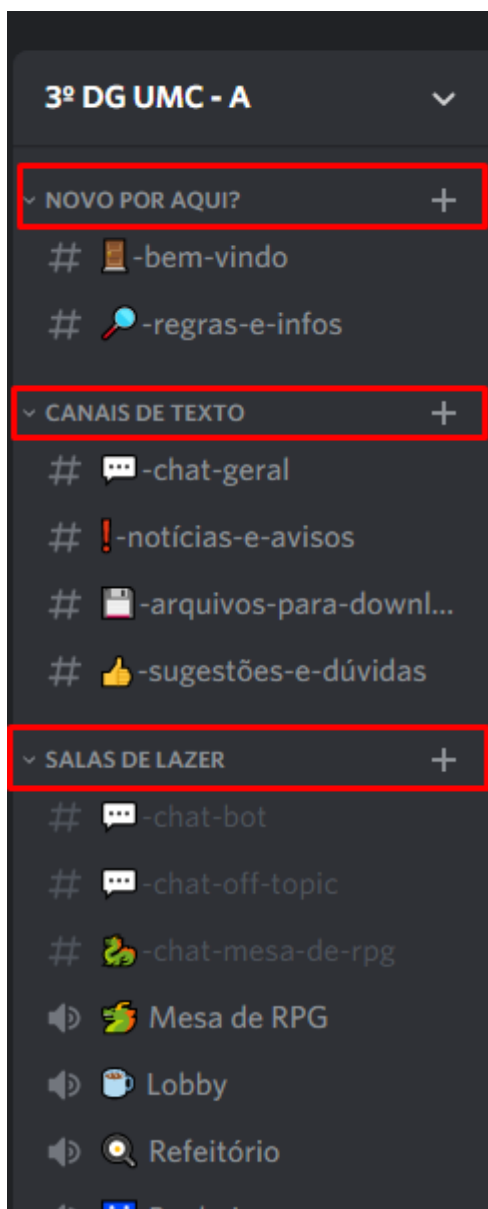 3º DG UMC - A
NOVO POR AQUI?
# 🚪-bem-vindo
# 🔎-regras-e-infos
CANAIS DE TEXTO
# 💬-chat-geral
# ❗-notícias-e-avisos
# 💾-arquivos-para-downl...
# 👍-sugestões-e-dúvidas
SALAS DE LAZER
# 💬-chat-bot
# 💬-chat-off-topic
# 🐉-chat-mesa-de-rpg
🐲 Mesa de RPG
☕ Lobby
🍳 Refeitório